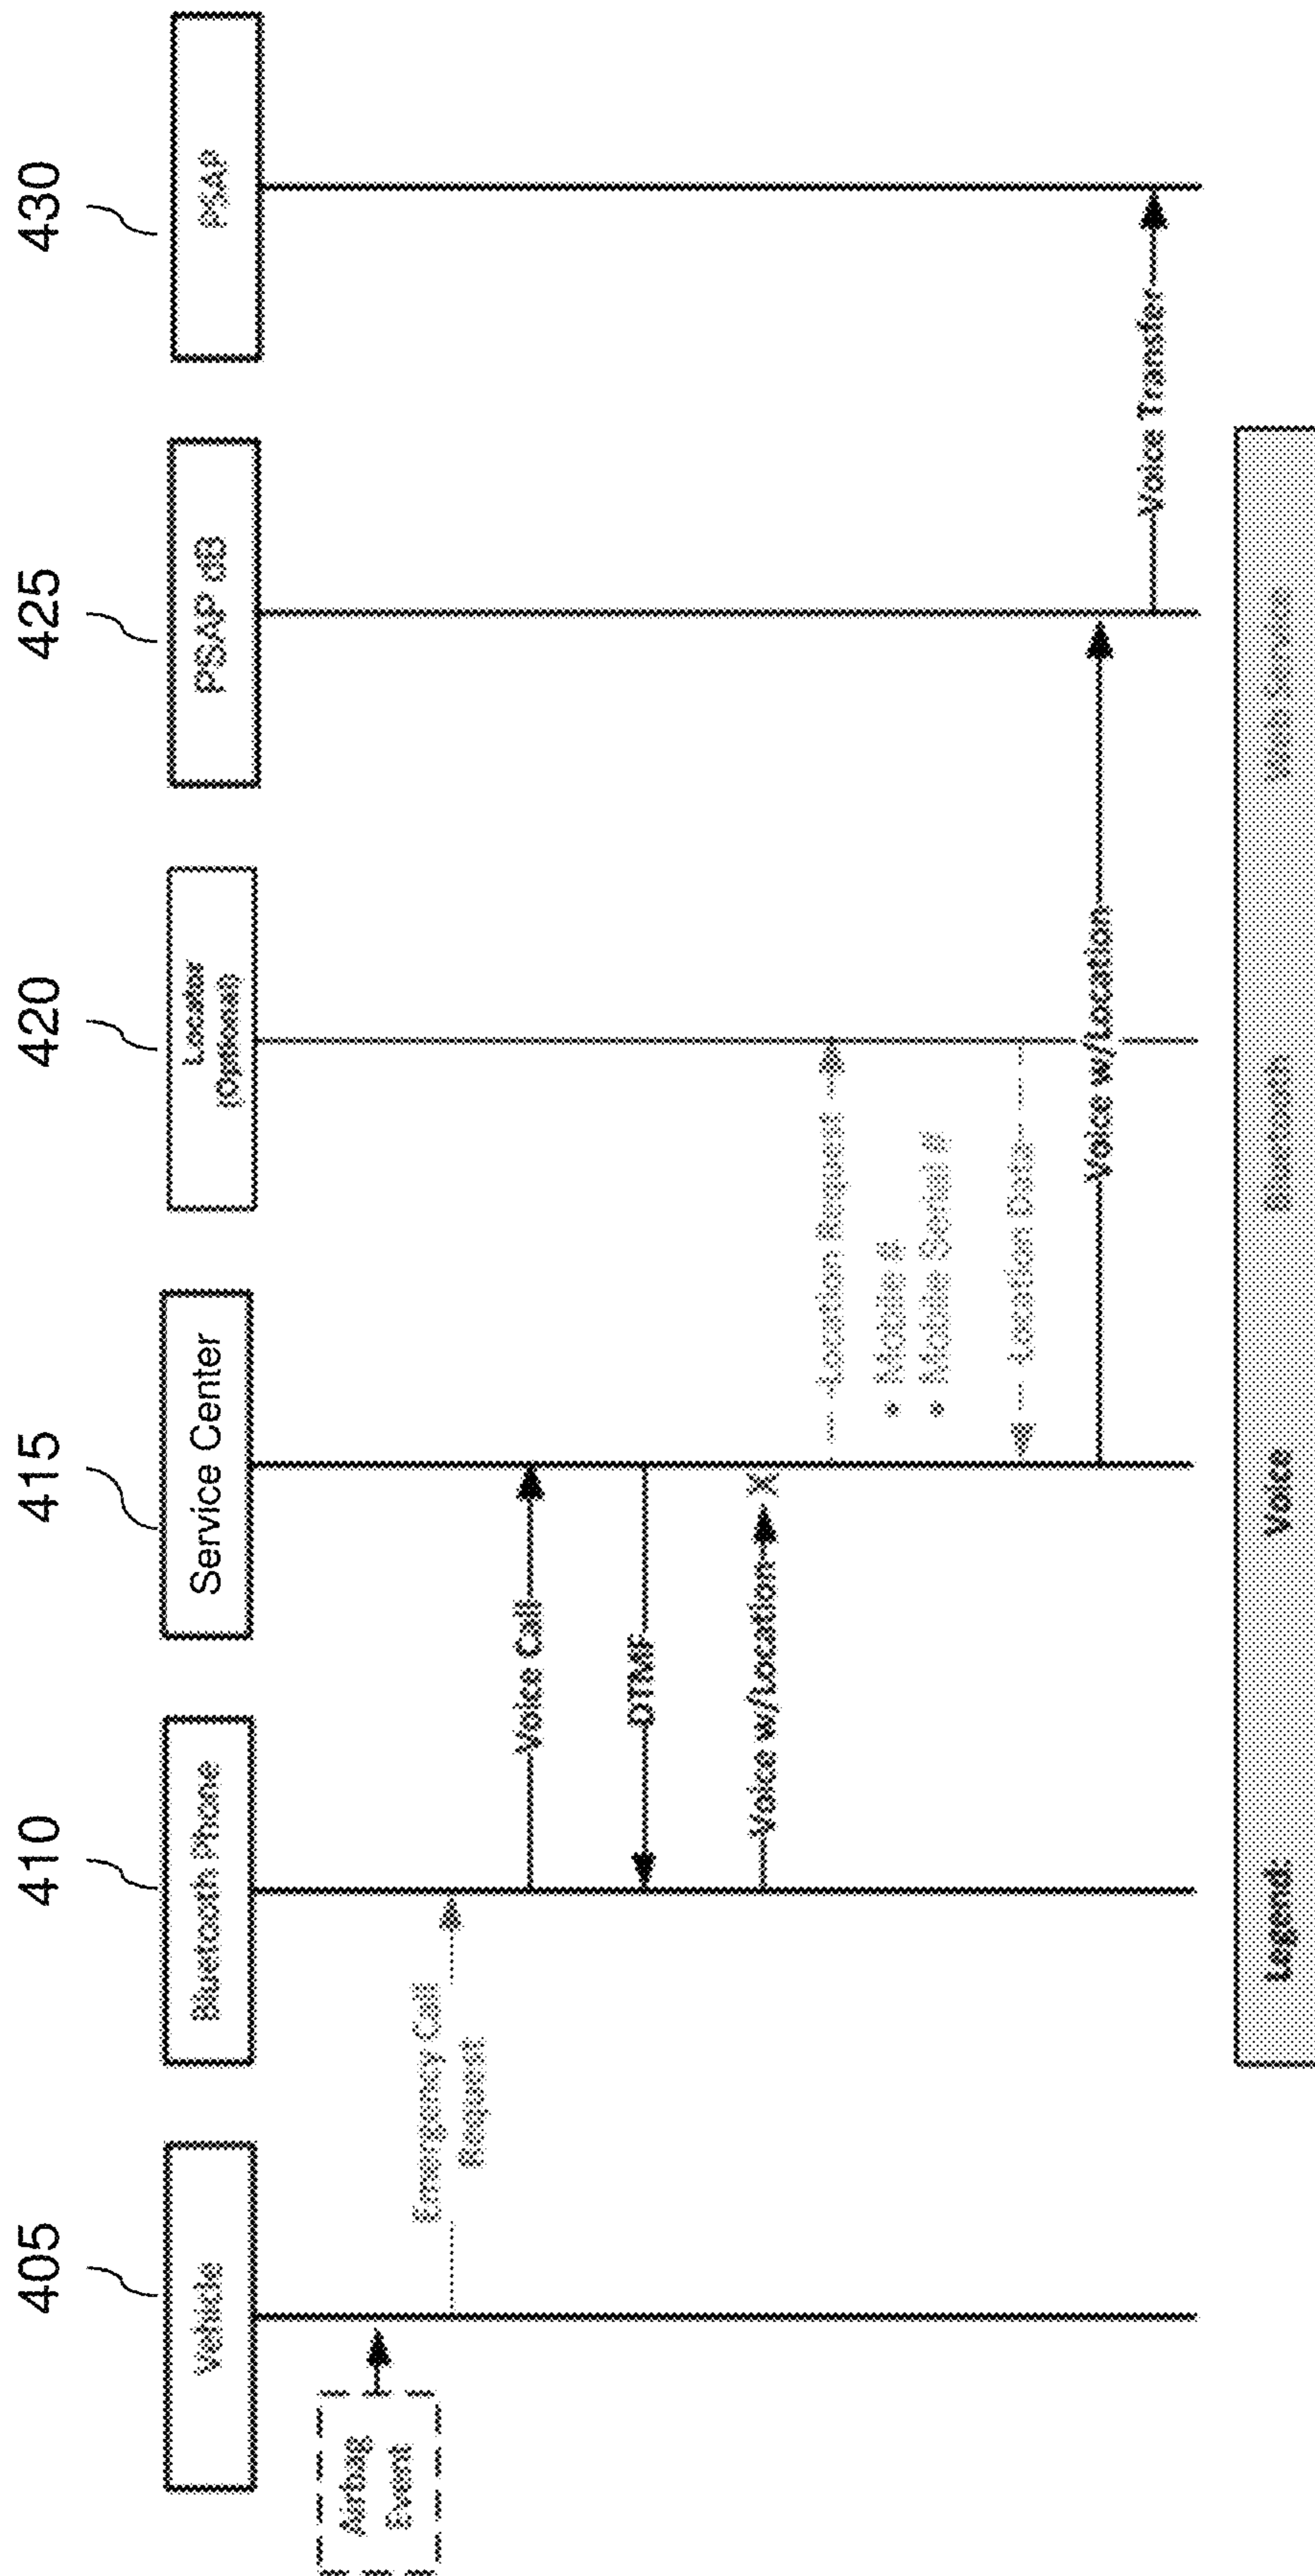 405
410
415
420
425
430
Vehicle
Bluetooth Phone
Service Center
Locator
(Optional)
PSAP dB
PSAP
Airbag
Event
Emergency Call
Request
Voice Call
DTMF
Voice w/Location
X
Location Request
• Mobile #
• Mobile Serial #
Location Data
Voice w/Location
Voice Transfer
Legend: Voice Bluetooth Web Service